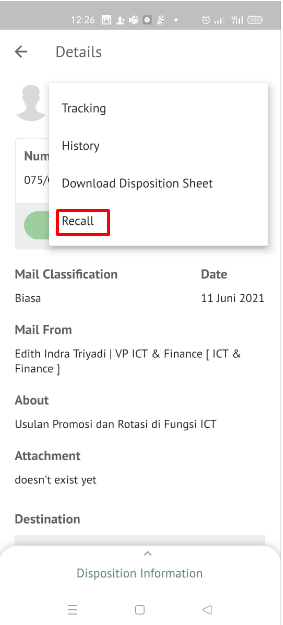 12:26
Details
Tracking
History
Download Disposition Sheet
Recall
Num
075/
Mail Classification
Date
Biasa
11 Juni 2021
Mail From
Edith Indra Triyadi | VP ICT & Finance [ ICT &
Finance ]
About
Usulan Promosi dan Rotasi di Fungsi ICT
Attachment
doesn't exist yet
Destination
Disposition Information